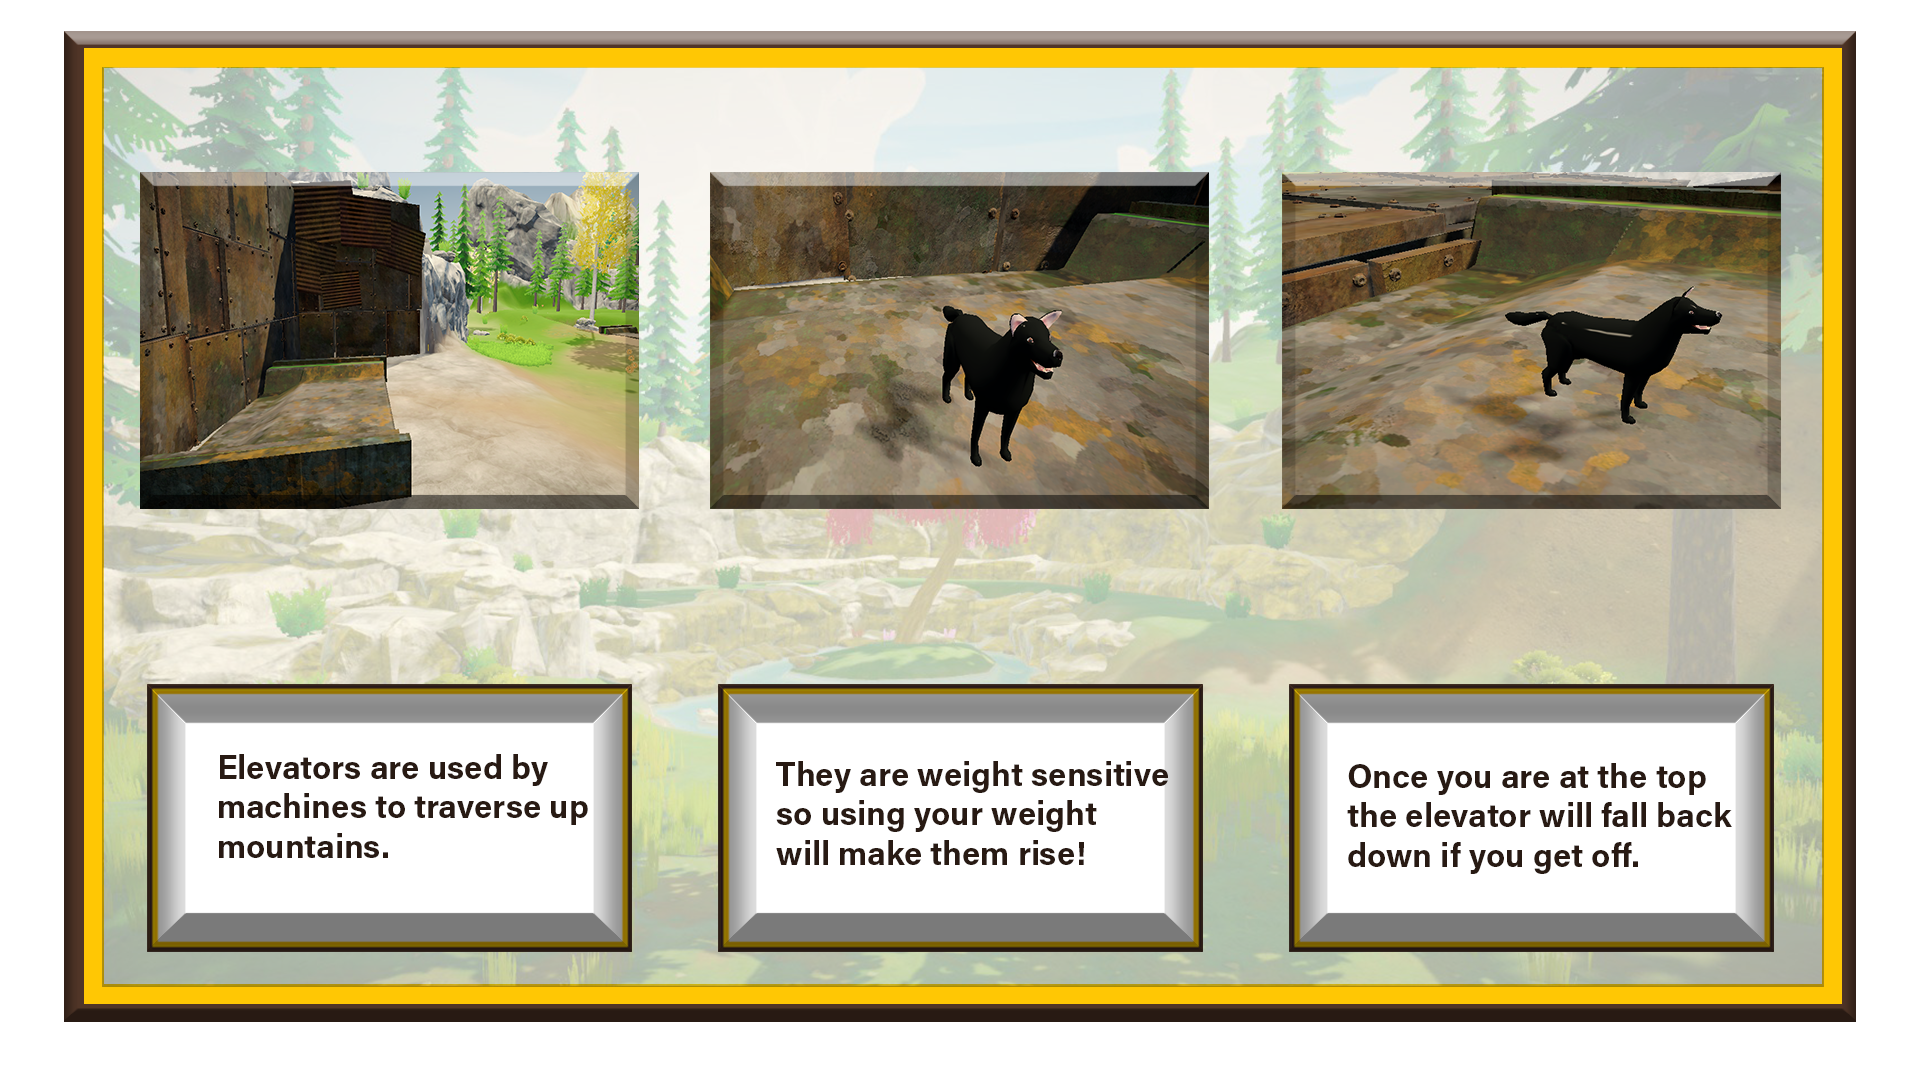 Elevators are used by
machines to traverse up
mountains.
They are weight sensitive
so using your weight
will make them rise!
Once you are at the top
the elevator will fall back
down if you get off.